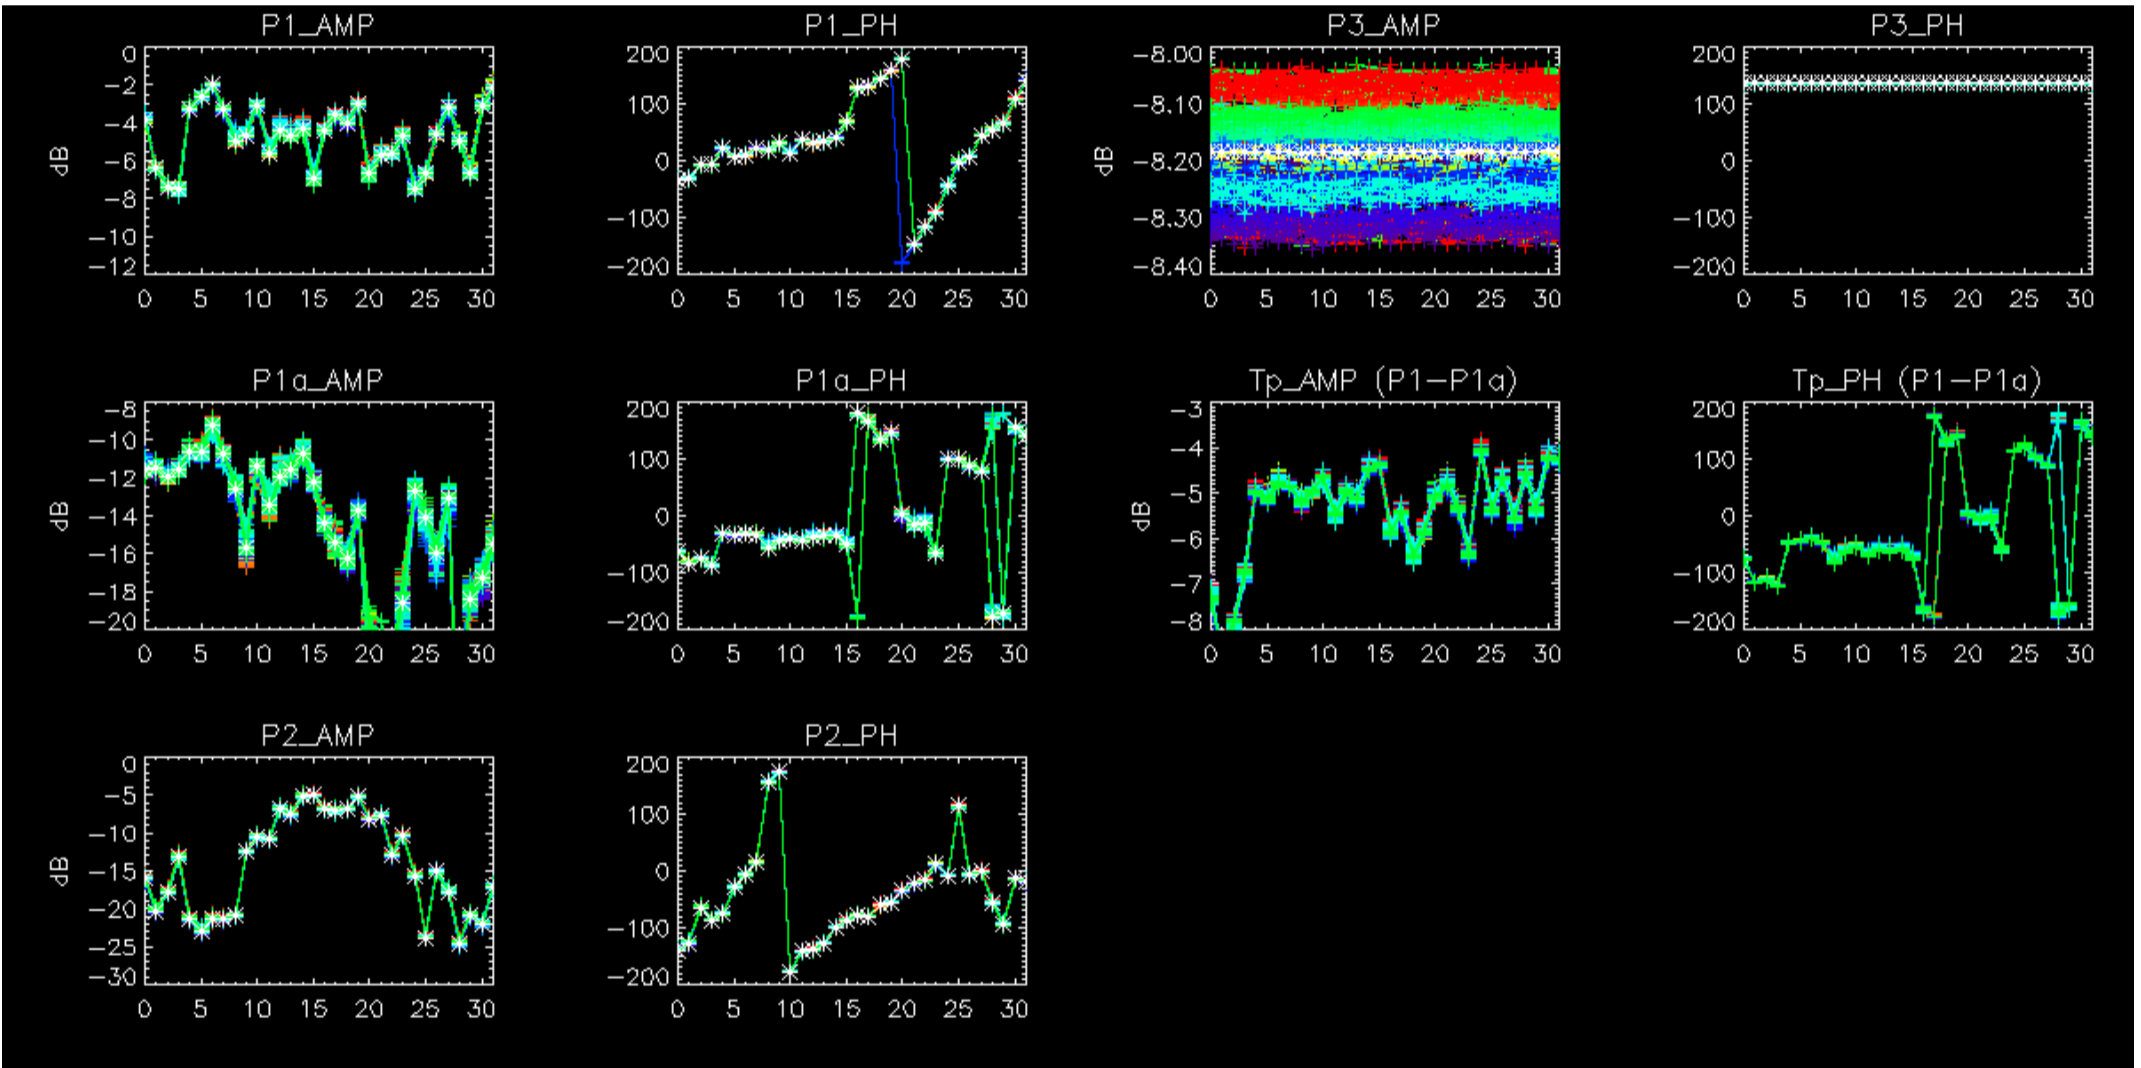 P1_AMP
0
−2
−4
−6
−8
−10
−12
dB
0 5 10 15 20 25 30
P1_PH
200
100
0
−100
−200
0 5 10 15 20 25 30
P3_AMP
−8.00
−8.10
−8.20
−8.30
−8.40
dB
0 5 10 15 20 25 30
P3_PH
200
100
0
−100
−200
0 5 10 15 20 25 30
P1a_AMP
−8
−10
−12
−14
−16
−18
−20
dB
0 5 10 15 20 25 30
P1a_PH
200
100
0
−100
−200
0 5 10 15 20 25 30
Tp_AMP (P1−P1a)
−3
−4
−5
−6
−7
−8
dB
0 5 10 15 20 25 30
Tp_PH (P1−P1a)
200
100
0
−100
−200
0 5 10 15 20 25 30
P2_AMP
0
−5
−10
−15
−20
−25
−30
dB
0 5 10 15 20 25 30
P2_PH
200
100
0
−100
−200
0 5 10 15 20 25 30